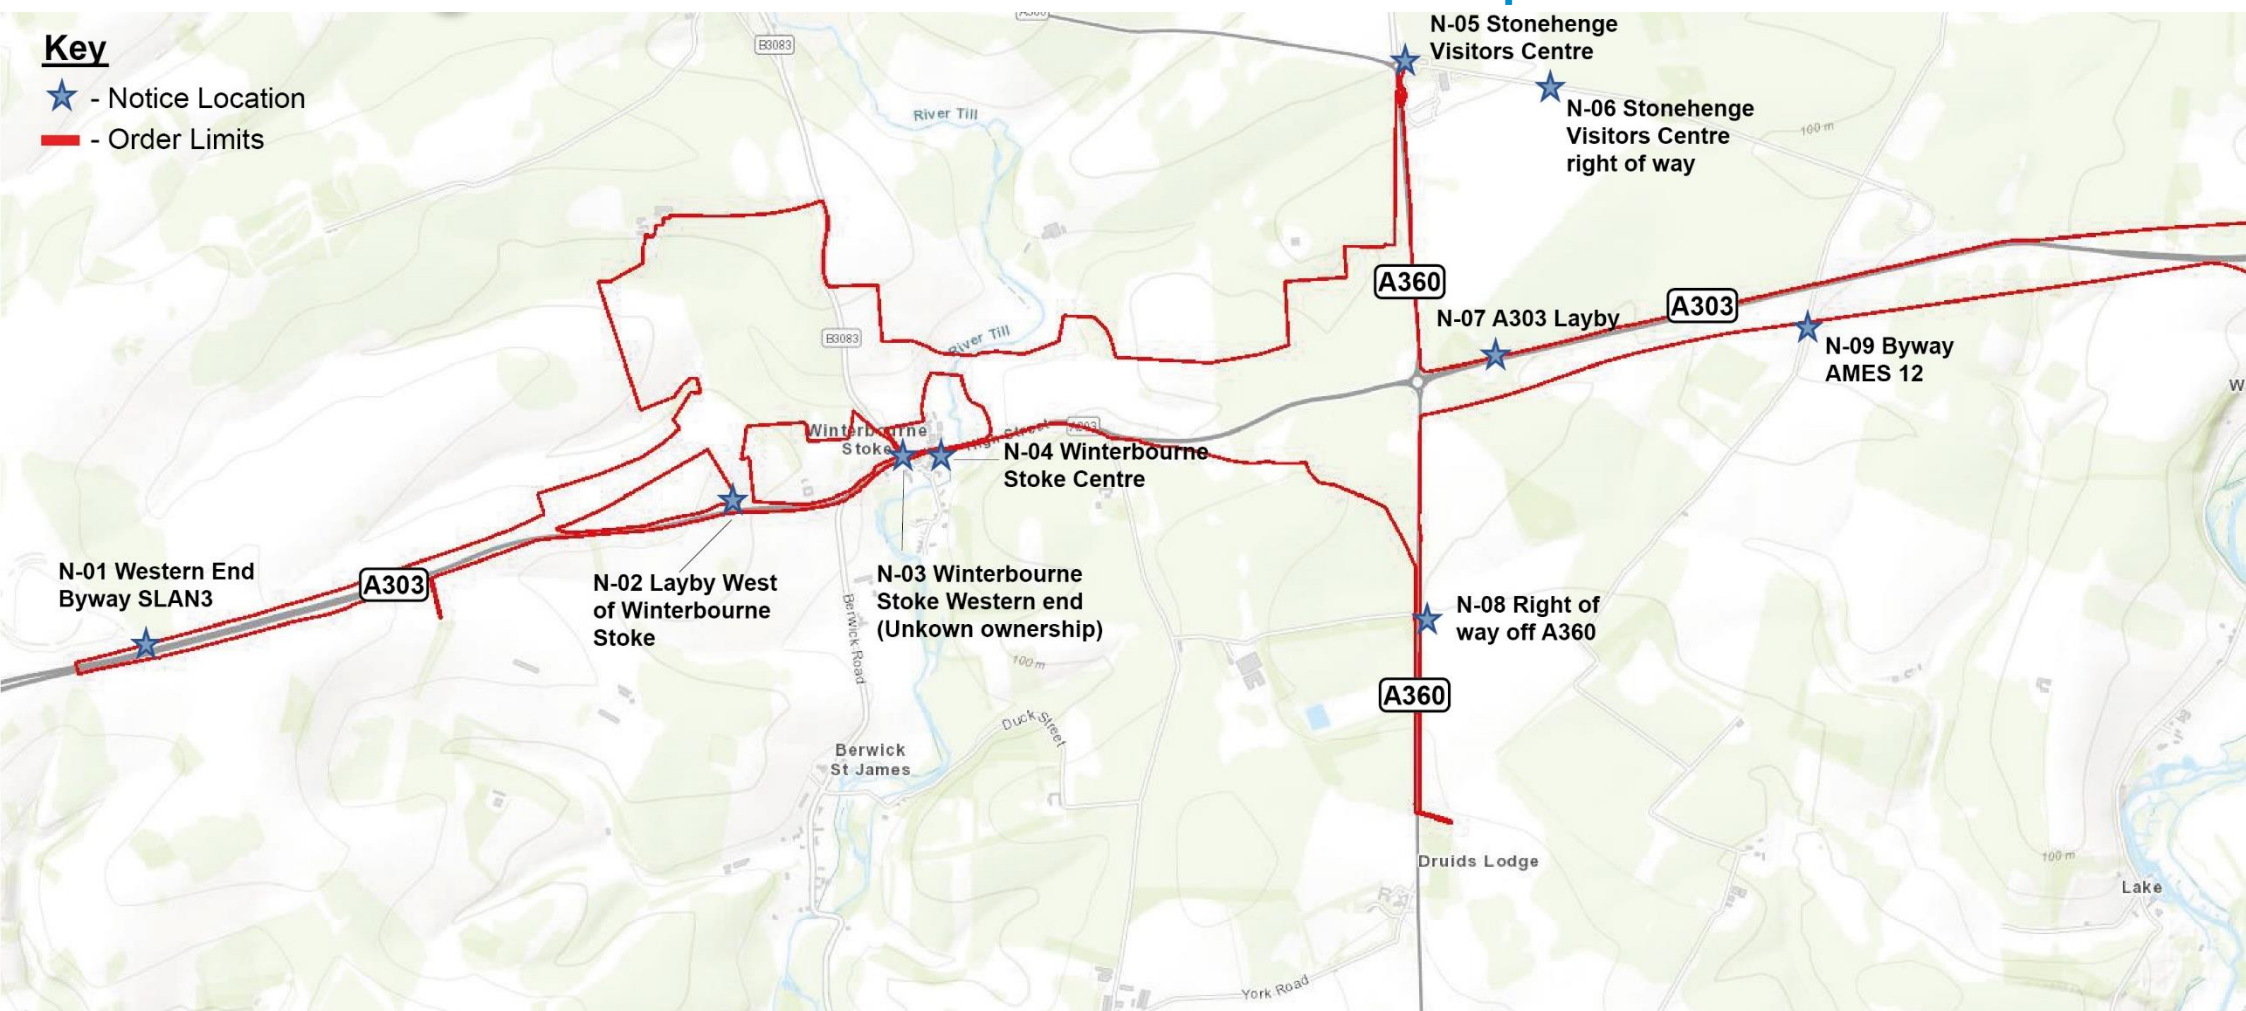 Key
- Notice Location
- Order Limits
B3083
A360
N-05 Stonehenge
Visitors Centre
N-06 Stonehenge
Visitors Centre
right of way
River Till
100 m
A360
N-07 A303 Layby
A303
N-09 Byway
AMES 12
River Till
B3083
W
Winterbourne
Stoke
High Street
A303
N-04 Winterbourne
Stoke Centre
N-01 Western End
Byway SLAN3
A303
N-02 Layby West
of Winterbourne
Stoke
N-03 Winterbourne
Stoke Western end
(Unkown ownership)
N-08 Right of
way off A360
Berwick Road
100 m
A360
Duck Street
Berwick
St James
Druids Lodge
100 m
Lake
York Road